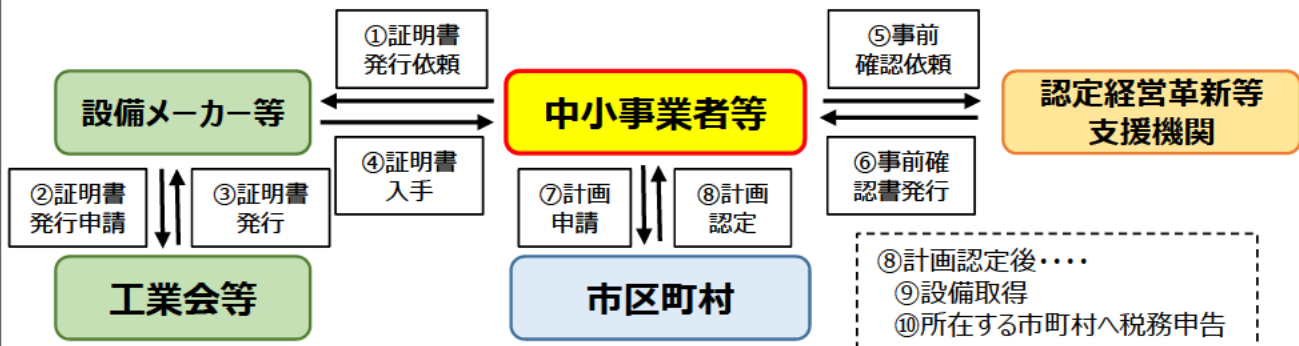 ①証明書
発行依頼
⑤事前
確認依頼
設備メーカー等
中小事業者等
認定経営革新等
支援機関
②証明書
発行申請
③証明書
発行
④証明書
入手
⑦計画
申請
⑧計画
認定
⑥事前確
認書発行
工業会等
市区町村
⑧計画認定後・・・・
⑨設備取得
⑩所在する市町村へ税務申告